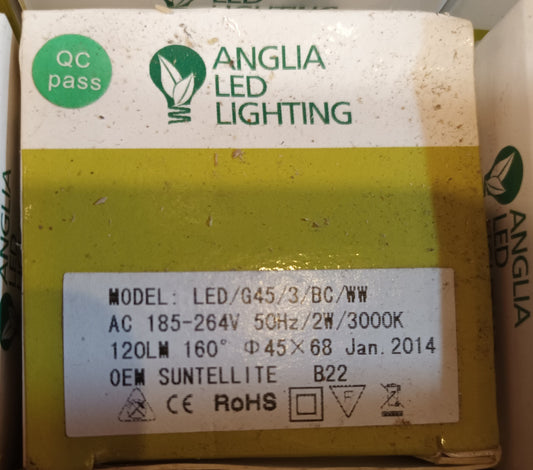 QC
pass
ANGLIA
LED
LIGHTING
MODEL: LED/G45/3/BC/WW
AC 185-264V 50Hz/2W/3000K
120LM 160° Φ45×68 Jan. 2014
OEM SUNTELLITE B22
CE RoHS F
ANGLIA
LED
ANGLIA